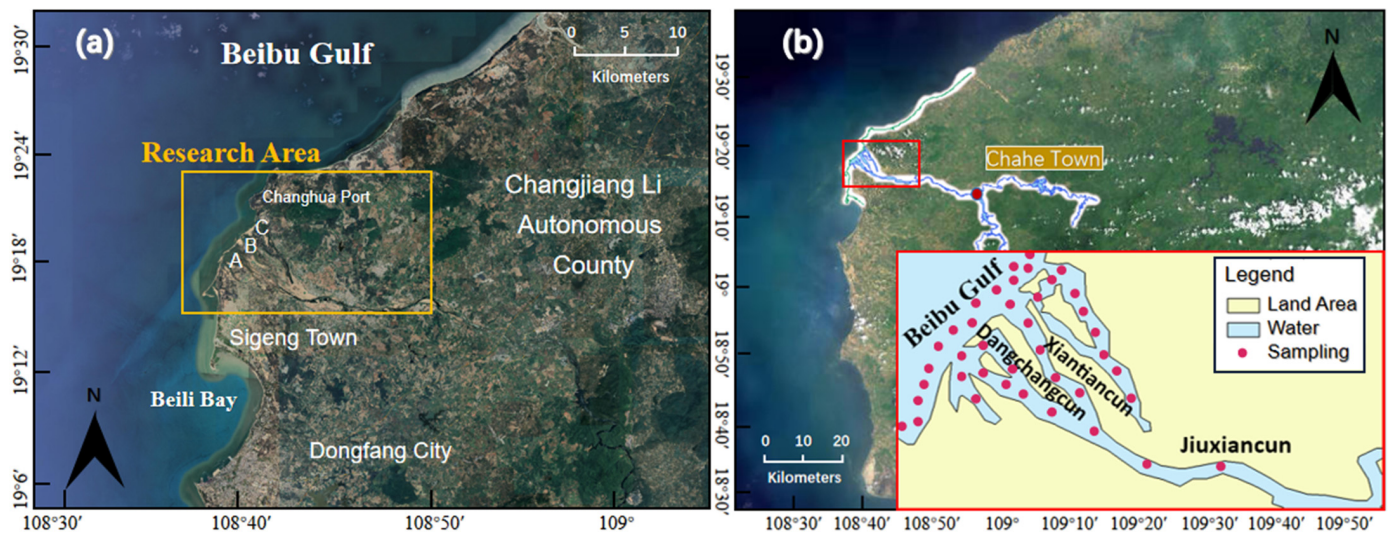 (a)
Beibu Gulf
0 5 10
Kilometers
Research Area
Changhua Port
C
B
A
Changjiang Li
Autonomous
County
Sigeng Town
Beili Bay
N
Dongfang City
19°30′
19°24′
19°18′
19°12′
19°6′
108°30′ 108°40′ 108°50′ 109°
(b)
N
Chahe Town
19°30′
19°20′
19°10′
19°
18°50′
18°40′
18°30′
0 10 20
Kilometers
Beibu Gulf
Dangchangcun
Xiantiancun
Jiuxiancun
Legend
Land Area
Water
Sampling
108°30′ 108°40′ 108°50′ 109° 109°10′ 109°20′ 109°30′ 109°40′ 109°50′